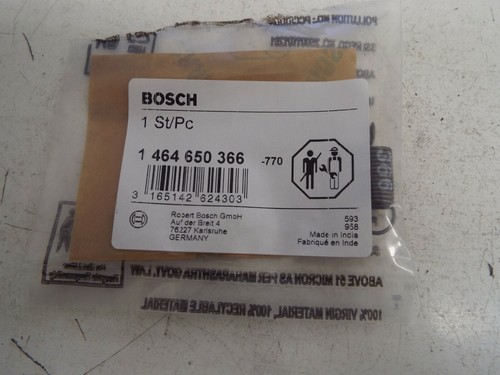 BOSCH
1 St/Pc
1 464 650 366 -770
3 165142 624303
Robert Bosch GmbH
Auf der Breit 4
76227 Karlsruhe
GERMANY
593
958
Made in India
Fabriqué en Inde
ABOVE 51 MICRON AS PER MAHARASHTRA GOVT. LAW
100% VIRGIN MATERIAL, 100% RECYLABLE MATERIAL